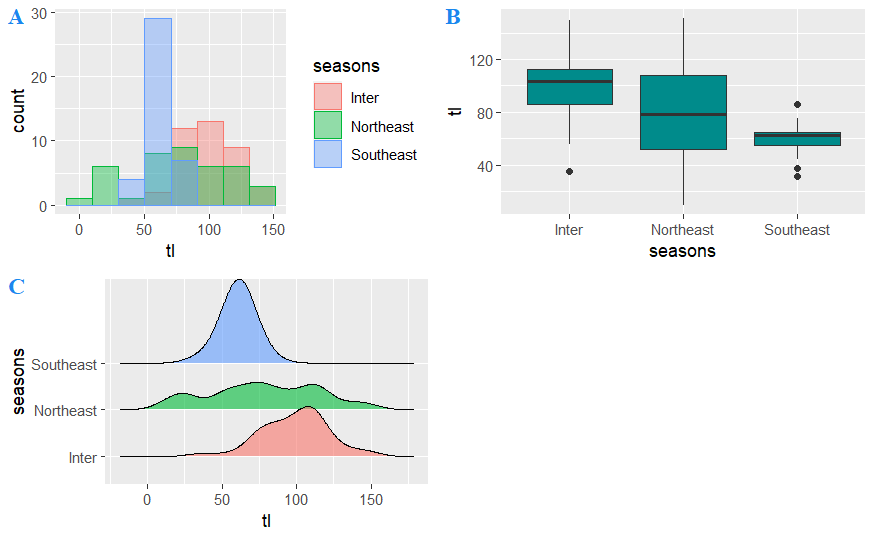 A
30
20
10
0
count
0 50 100 150
tl
seasons
Inter
Northeast
Southeast
B
120
80
40
tl
Inter Northeast Southeast
seasons
C
seasons
Southeast
Northeast
Inter
0 50 100 150
tl